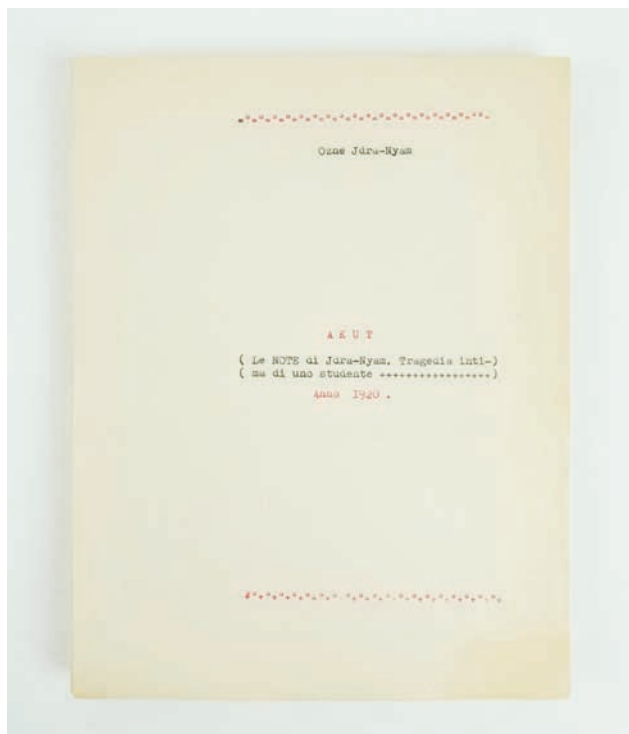 Ozne Jdra-Nyam
A K U T
( Le NOTE di Jdra-Nyam. Tragedia inti-)
( ma di uno studente +++++++++++++++++)
Anno 1920 .